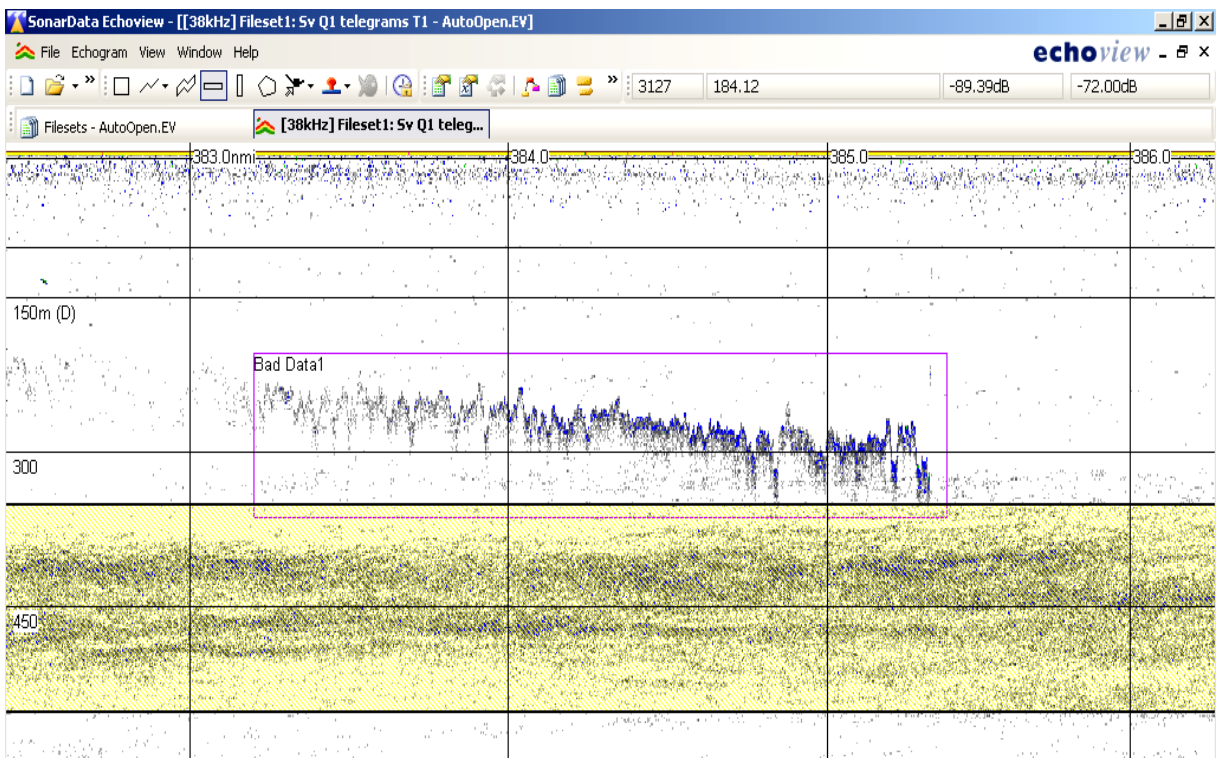 SonarData Echoview - [[38kHz] Fileset1: Sv Q1 telegrams T1 - AutoOpen.EV]
File Echogram View Window Help
echoview
3127 184.12 -89.39dB -72.00dB
Filesets - AutoOpen.EV [38kHz] Fileset1: Sv Q1 teleg...
383.0nmi 384.0 385.0 386.0
150m (D)
Bad Data1
300
450